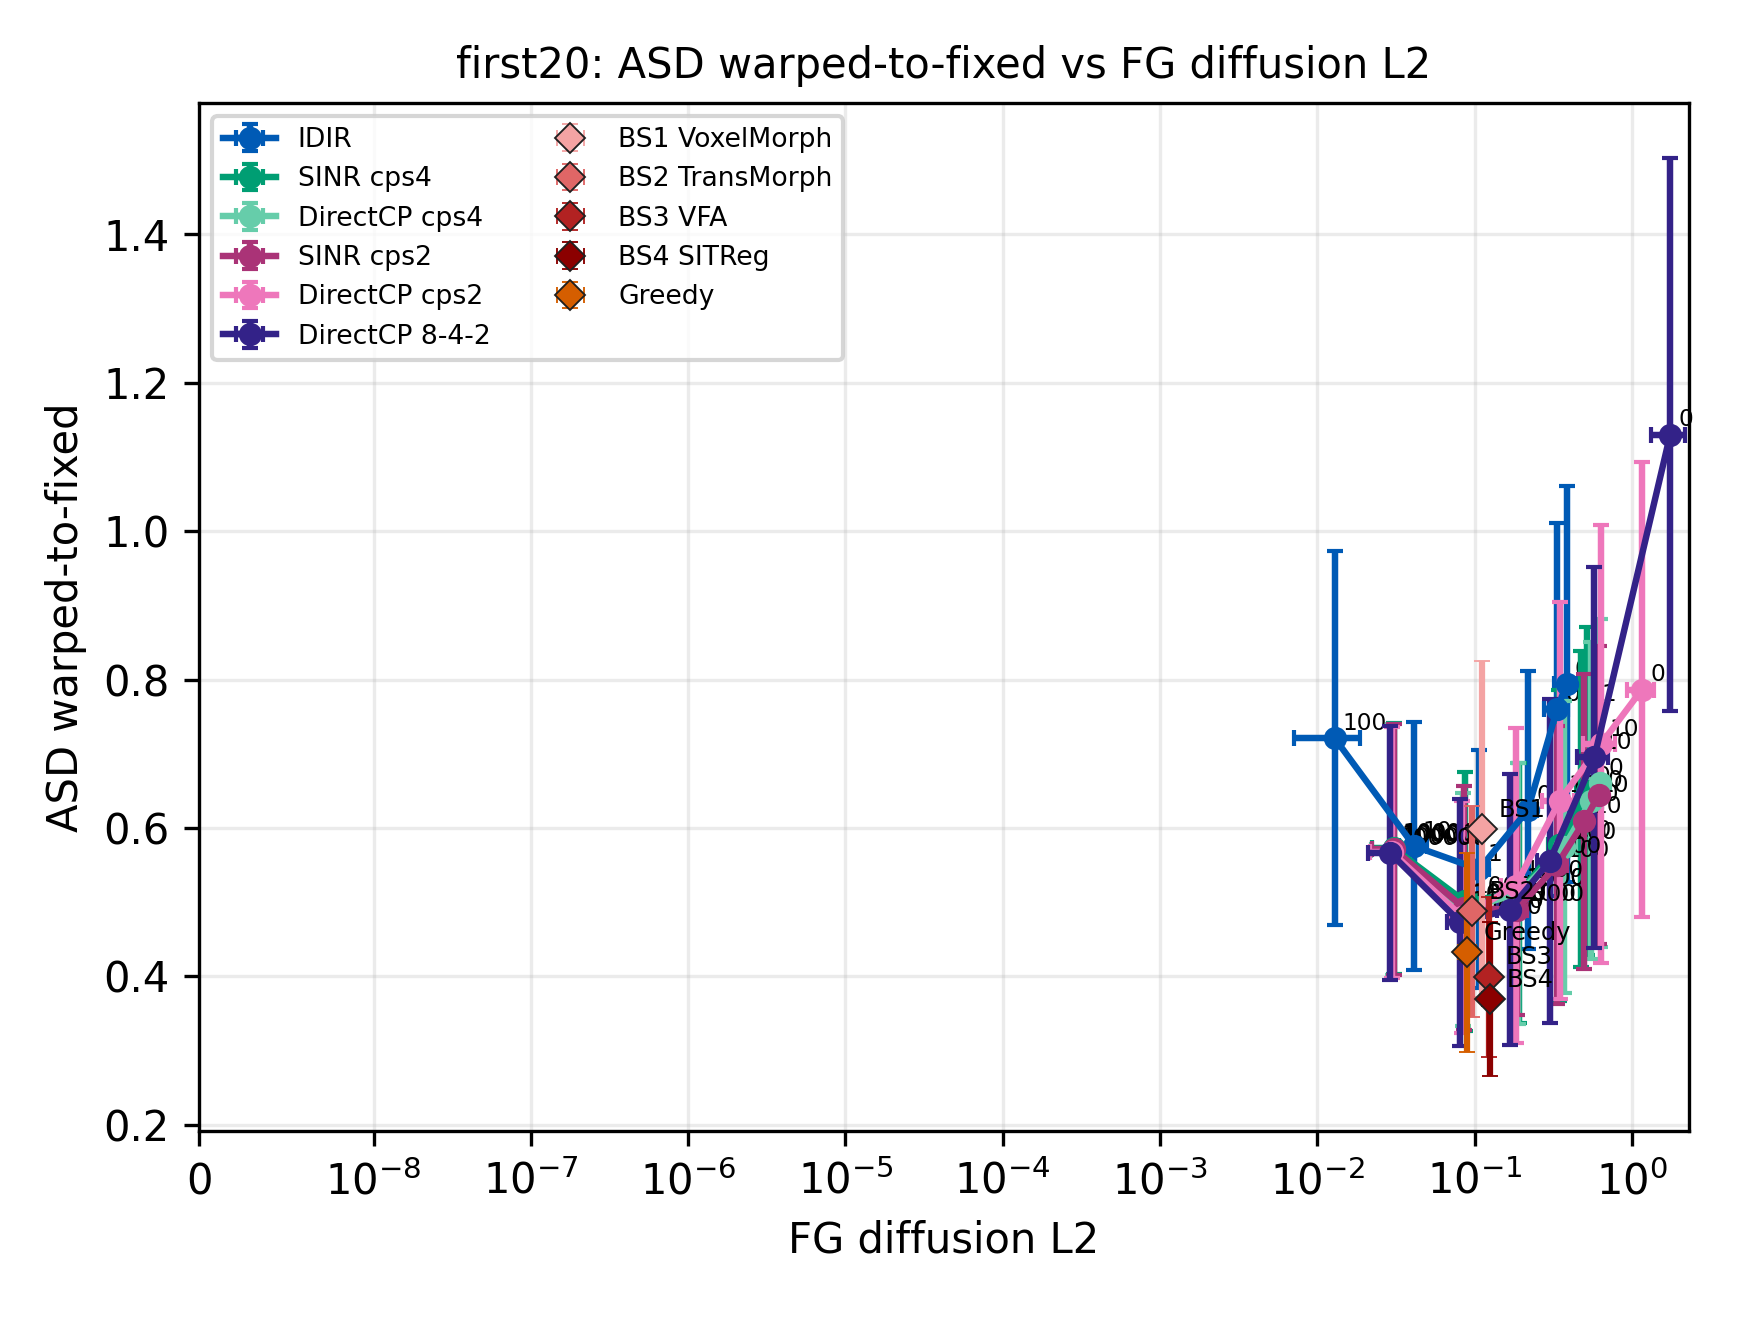 first20: ASD warped-to-fixed vs FG diffusion L2
IDIR
SINR cps4
DirectCP cps4
SINR cps2
DirectCP cps2
DirectCP 8-4-2
BS1 VoxelMorph
BS2 TransMorph
BS3 VFA
BS4 SITReg
Greedy
ASD warped-to-fixed
1.4
1.2
1.0
0.8
0.6
0.4
0.2
0
0
100
10
BS1
1
BS2
Greedy
BS3
BS4
0
10⁻⁸
10⁻⁷
10⁻⁶
10⁻⁵
10⁻⁴
10⁻³
10⁻²
10⁻¹
10⁰
FG diffusion L2